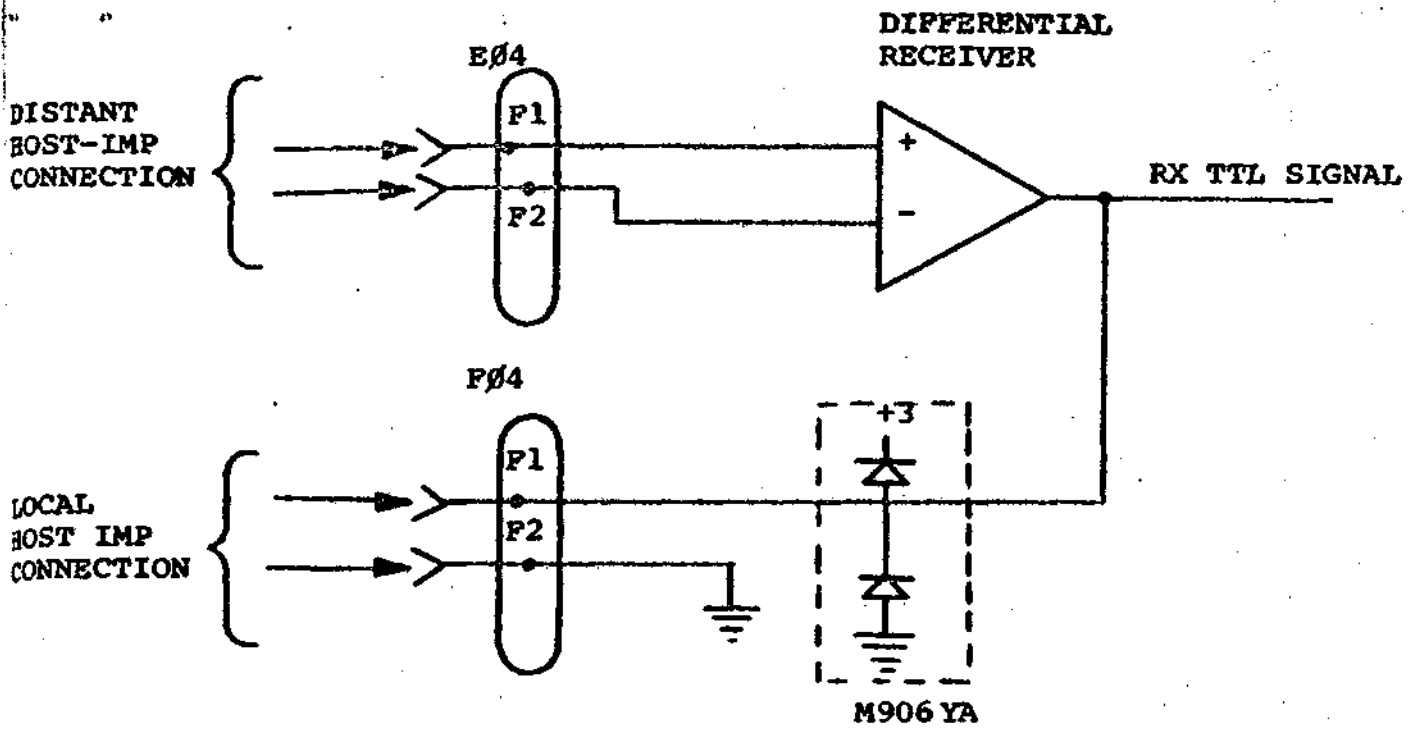 DIFFERENTIAL
RECEIVER
EØ4
DISTANT
HOST-IMP
CONNECTION
F1
F2
+
-
RX TTL SIGNAL
FØ4
F1
F2
LOCAL
HOST IMP
CONNECTION
+3
M906 YA